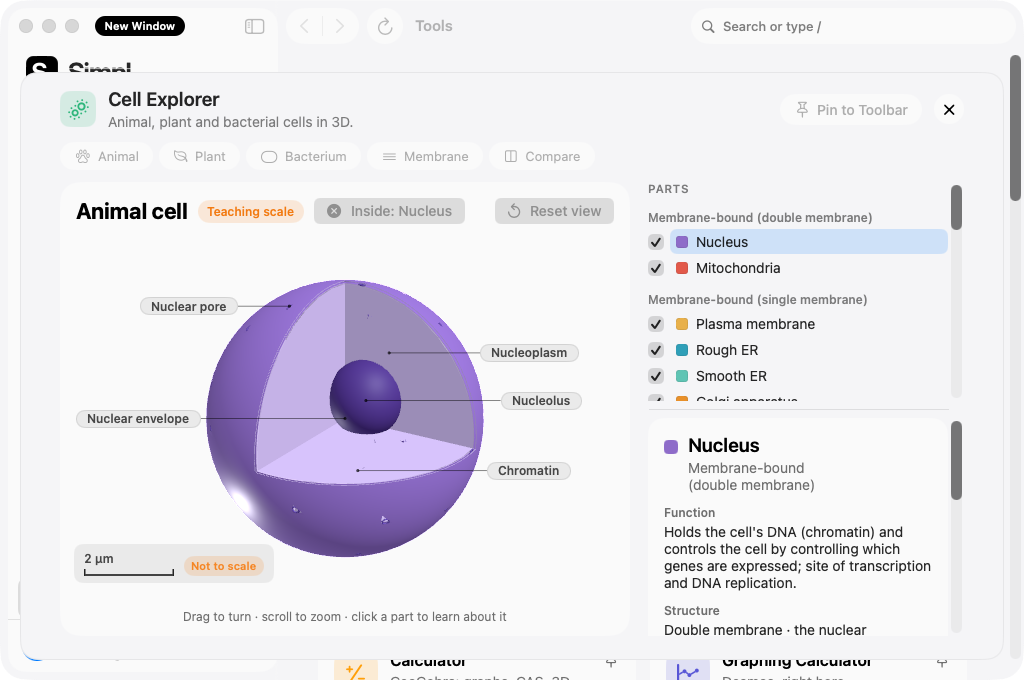 New Window
Tools
Search or type /
Cell Explorer
Animal, plant and bacterial cells in 3D.
Pin to Toolbar
Animal
Plant
Bacterium
Membrane
Compare
Animal cell
Teaching scale
Inside: Nucleus
Reset view
Nuclear pore
Nucleoplasm
Nucleolus
Nuclear envelope
Chromatin
2 µm
Not to scale
Drag to turn · scroll to zoom · click a part to learn about it
PARTS
Membrane-bound (double membrane)
Nucleus
Mitochondria
Membrane-bound (single membrane)
Plasma membrane
Rough ER
Smooth ER
Golgi apparatus
Nucleus
Membrane-bound
(double membrane)
Function
Holds the cell's DNA (chromatin) and
controls the cell by controlling which
genes are expressed; site of transcription
and DNA replication.
Structure
Double membrane · the nuclear
Calculator
Graphing Calculator